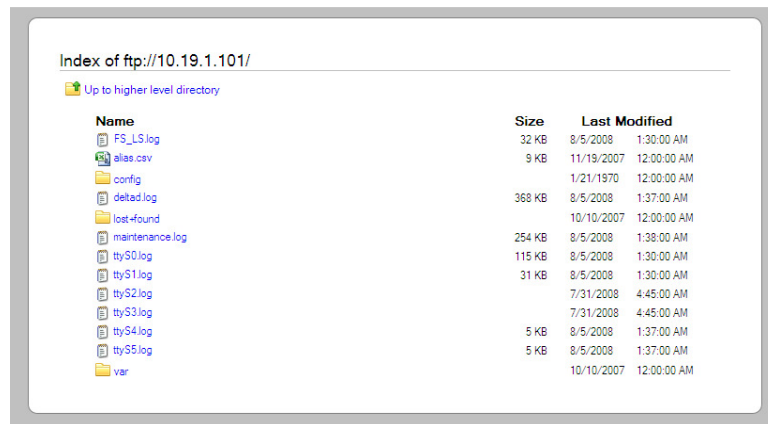 Index of ftp://10.19.1.101/
Up to higher level directory
Name Size Last Modified
FS_LS.log 32 KB 8/5/2008 1:30:00 AM
alias.csv 9 KB 11/19/2007 12:00:00 AM
config 1/21/1970 12:00:00 AM
deltad.log 368 KB 8/5/2008 1:37:00 AM
lost+found 10/10/2007 12:00:00 AM
maintenance.log 254 KB 8/5/2008 1:38:00 AM
ttyS0.log 115 KB 8/5/2008 1:30:00 AM
ttyS1.log 31 KB 8/5/2008 1:30:00 AM
ttyS2.log 7/31/2008 4:45:00 AM
ttyS3.log 7/31/2008 4:45:00 AM
ttyS4.log 5 KB 8/5/2008 1:37:00 AM
ttyS5.log 5 KB 8/5/2008 1:37:00 AM
var 10/10/2007 12:00:00 AM